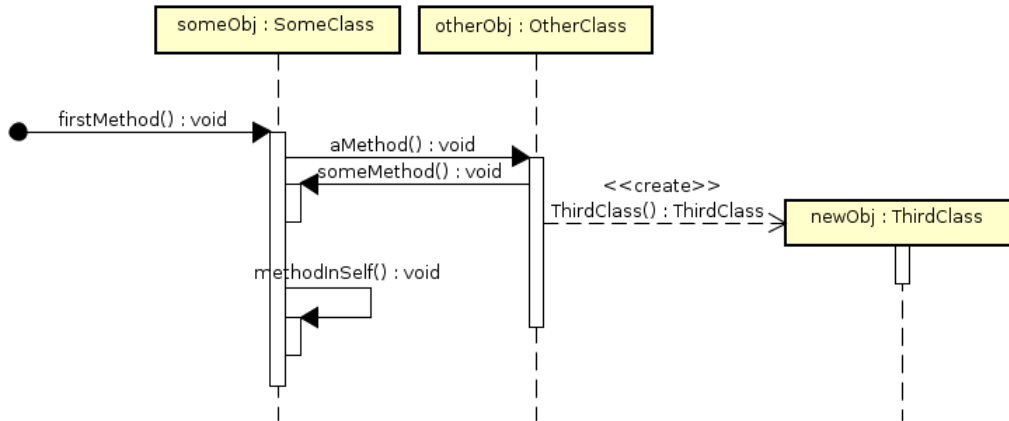 someObj : SomeClass
otherObj : OtherClass
firstMethod() : void
aMethod() : void
someMethod() : void
<<create>>
ThirdClass() : ThirdClass
newObj : ThirdClass
methodInSelf() : void